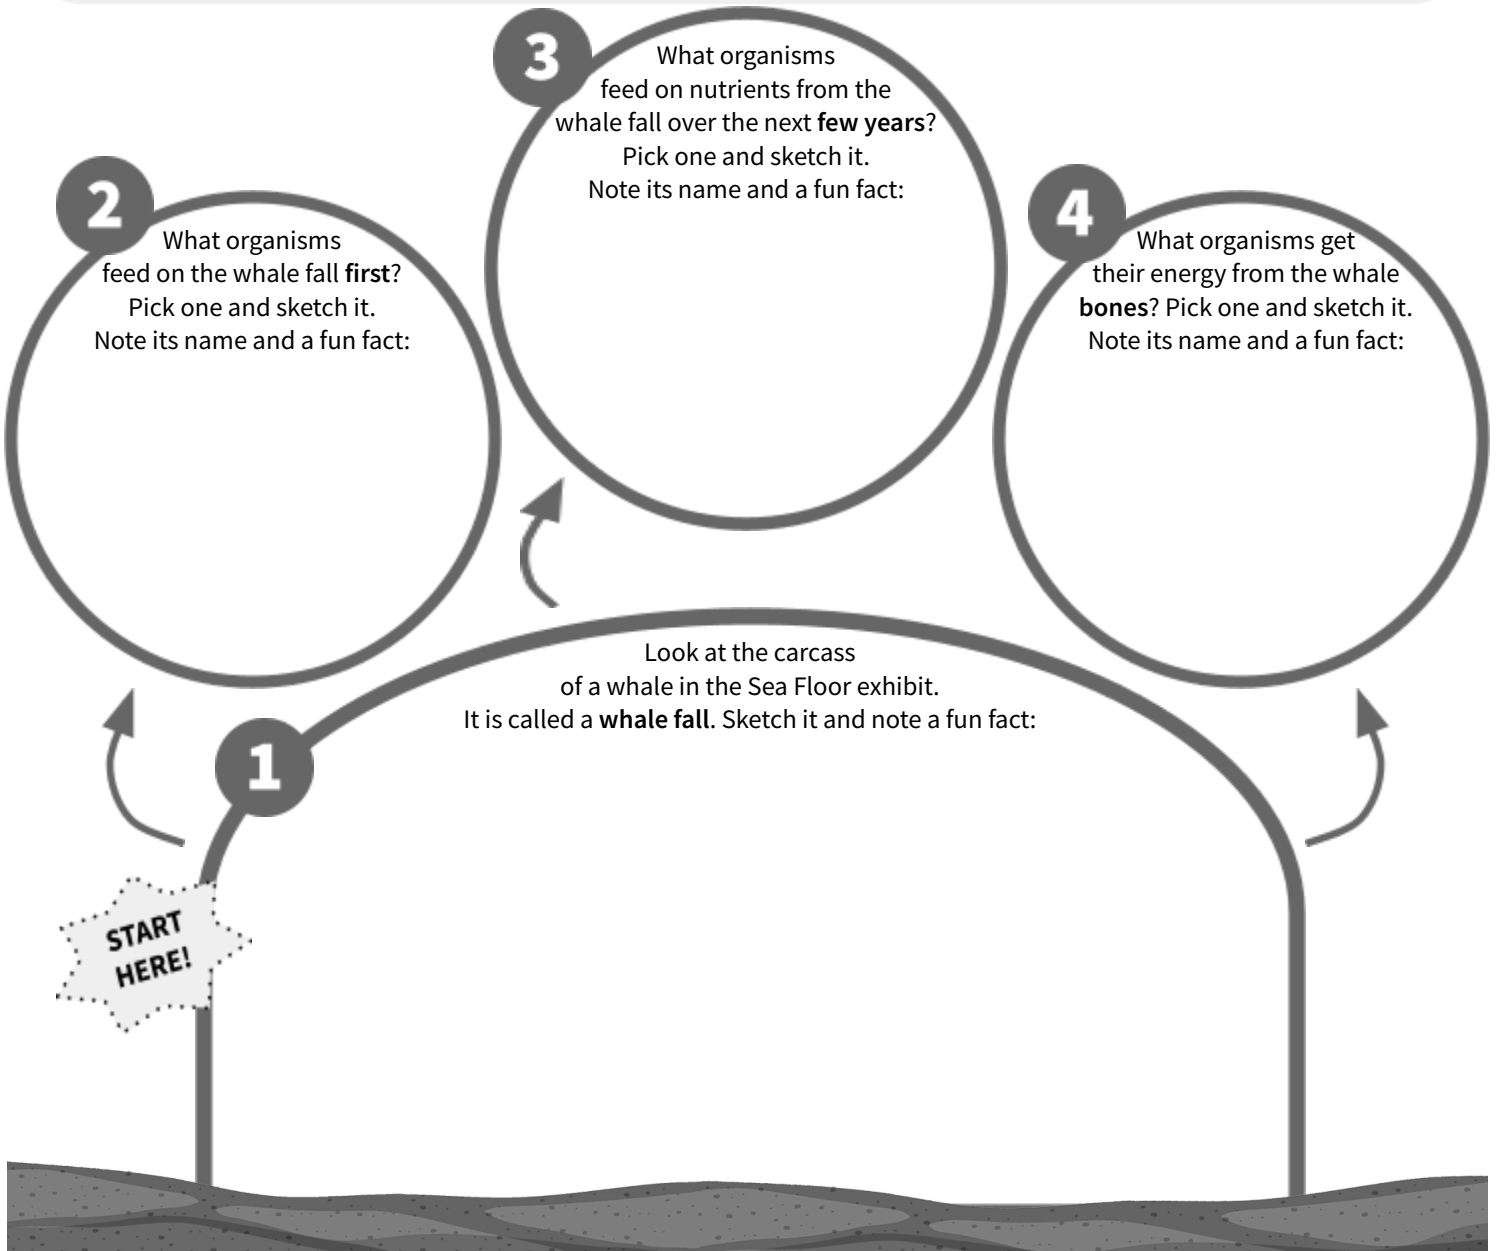 START
HERE!
1
Look at the carcass
of a whale in the Sea Floor exhibit.
It is called a whale fall. Sketch it and note a fun fact:
2
What organisms
feed on the whale fall first?
Pick one and sketch it.
Note its name and a fun fact:
3
What organisms
feed on nutrients from the
whale fall over the next few years?
Pick one and sketch it.
Note its name and a fun fact:
4
What organisms get
their energy from the whale
bones? Pick one and sketch it.
Note its name and a fun fact: